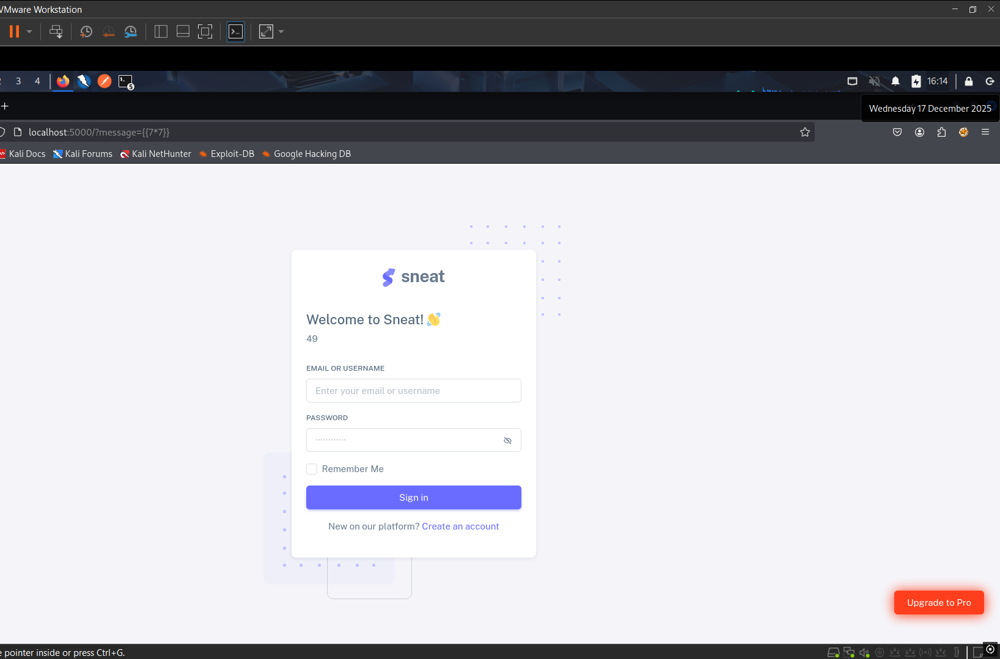 VMware Workstation
3 4 5 16:14
Wednesday 17 December 2025
localhost:5000/?message={{7*7}}
Kali Docs Kali Forums Kali NetHunter Exploit-DB Google Hacking DB
sneat
Welcome to Sneat! 👋
49
EMAIL OR USERNAME
Enter your email or username
PASSWORD
············
Remember Me
Sign in
New on our platform? Create an account
Upgrade to Pro
pointer inside or press Ctrl+G.